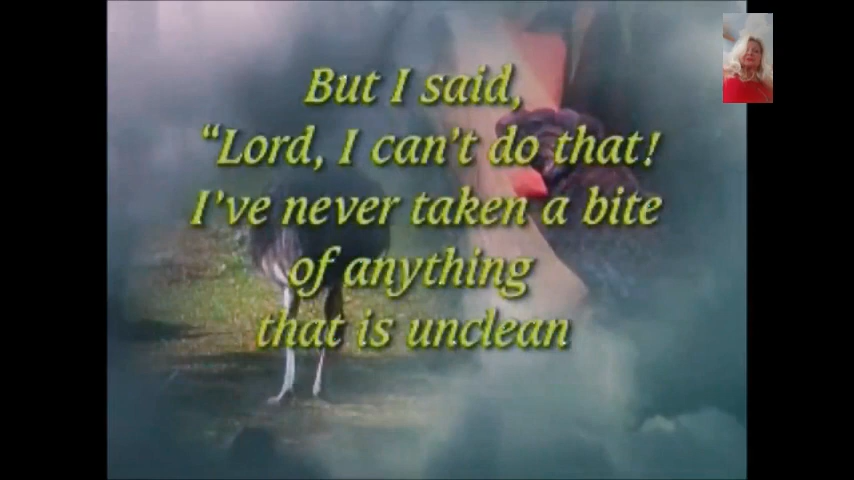 But I said,
“Lord, I can’t do that!
I’ve never taken a bite
of anything
that is unclean